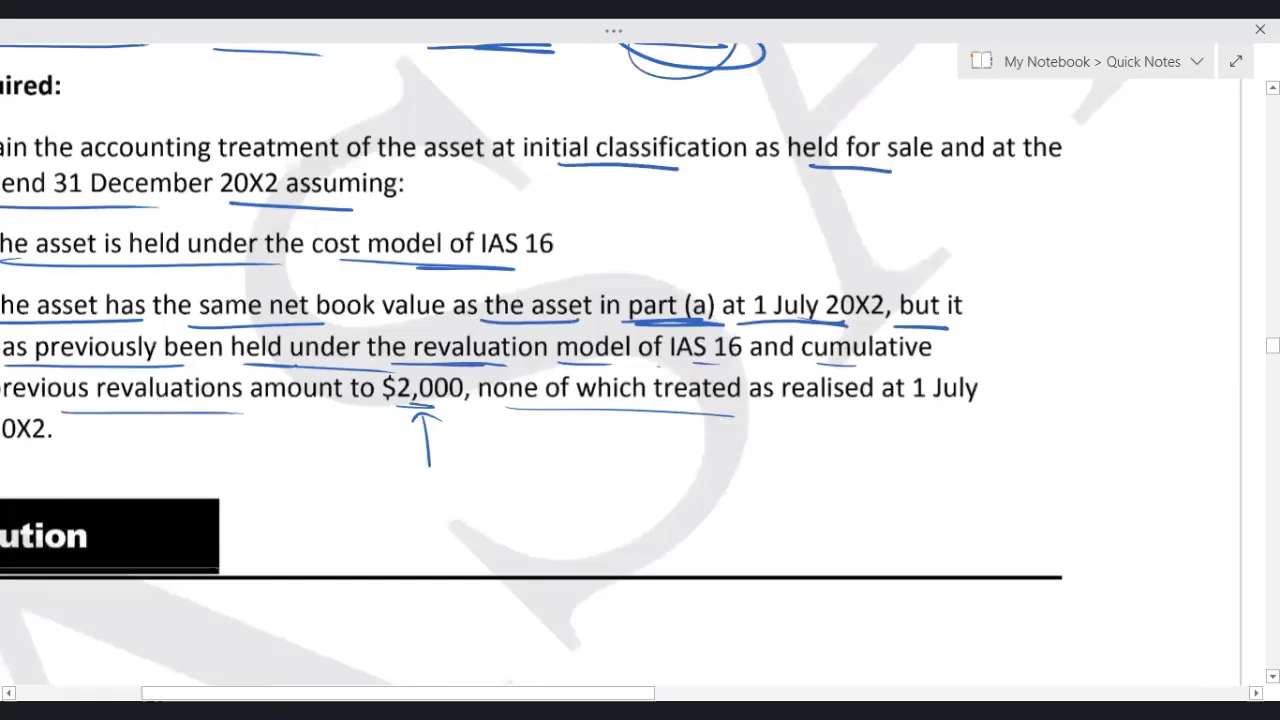 My Notebook > Quick Notes
uired:
ain the accounting treatment of the asset at initial classification as held for sale and at the
end 31 December 20X2 assuming:
he asset is held under the cost model of IAS 16
he asset has the same net book value as the asset in part (a) at 1 July 20X2, but it
as previously been held under the revaluation model of IAS 16 and cumulative
revious revaluations amount to $2,000, none of which treated as realised at 1 July
0X2.
ution